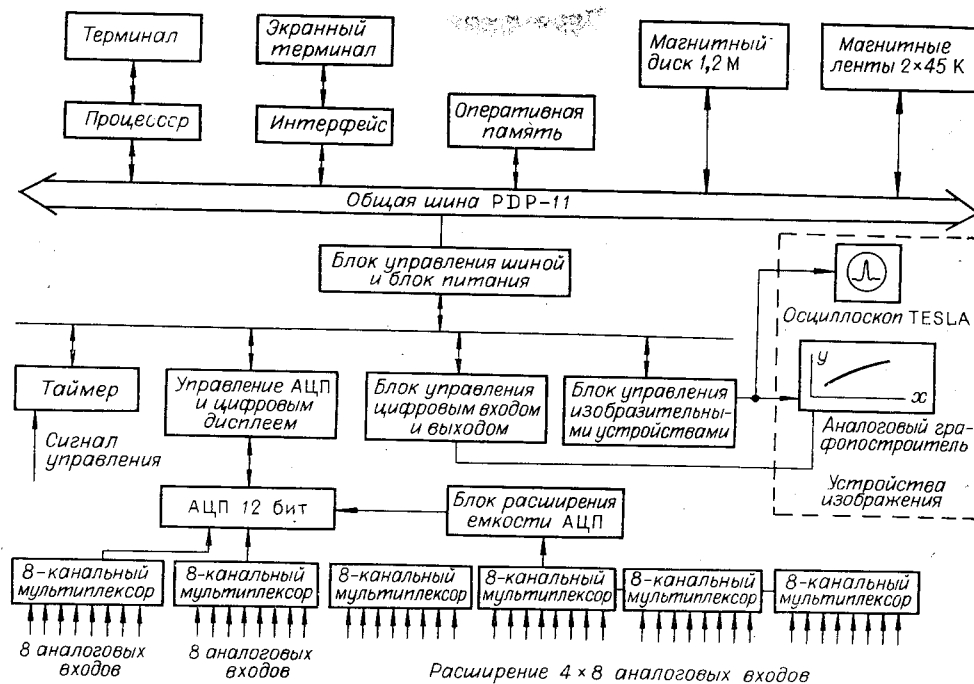 Терминал
Экранный
терминал
Магнитный
диск 1,2 М
Магнитные
ленты 2×45 К
Процессор
Интерфейс
Оперативная
память
Общая шина PDP-11
Блок управления шиной
и блок питания
Осциллоскоп TESLA
Таймер
Управление АЦП
и цифровым
дисплеем
Блок управления
цифровым входом
и выходом
Блок управления
изобразительны-
ми устройствами
y
x
Аналоговый гра-
фопостроитель
Сигнал
управления
Устройства
изображения
АЦП 12 бит
Блок расширения
емкости АЦП
8-канальный
мультиплексор
8-канальный
мультиплексор
8-канальный
мультиплексор
8-канальный
мультиплексор
8-канальный
мультиплексор
8-канальный
мультиплексор
8 аналоговых
входов
8 аналоговых
входов
Расширение 4×8 аналоговых входов